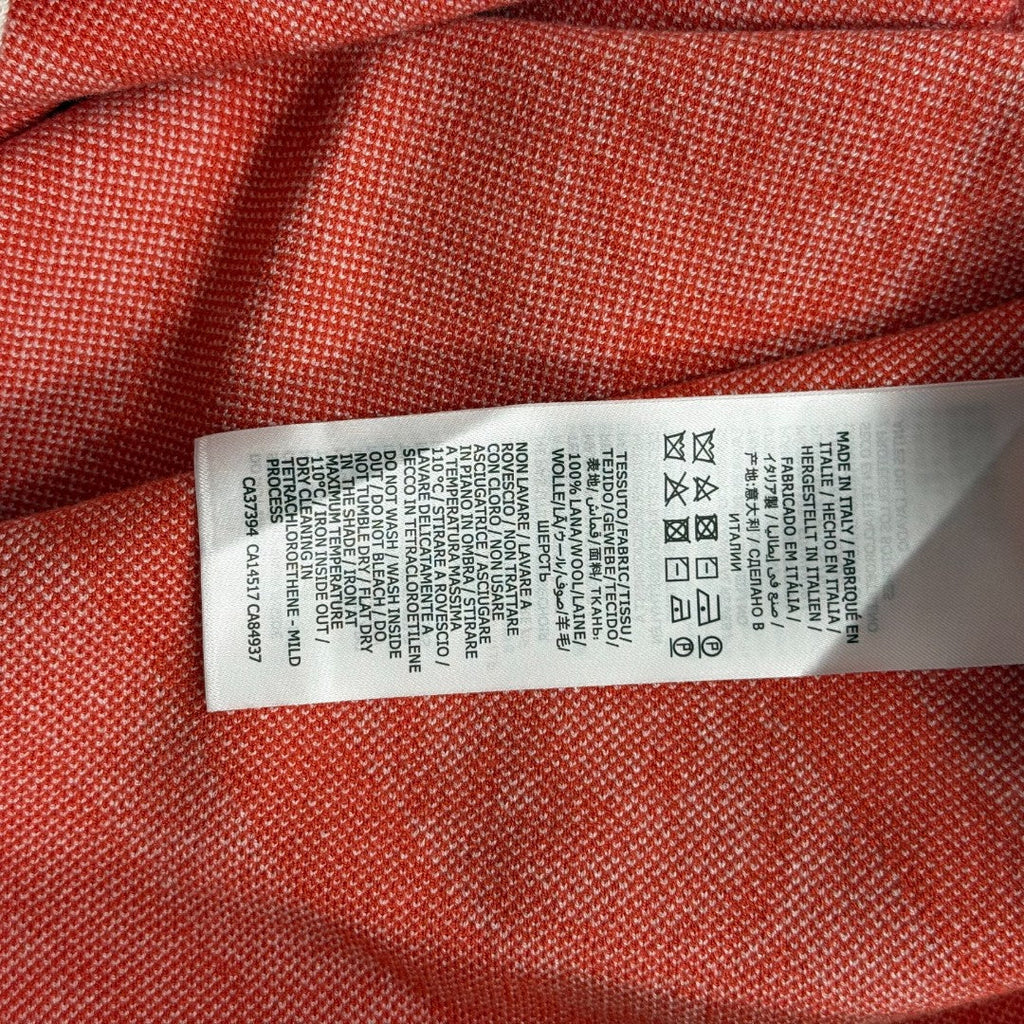 MADE IN ITALY / FABRIQUÉ EN
ITALIE / HECHO EN ITALIA /
HERGESTELLT IN ITALIEN /
FABRICADO EM ITÁLIA /
イタリア製 / صنع في إيطاليا /
产地:意大利 / СДЕЛАНО В
ИТАЛИИ
TESSUTO/FABRIC/TISSU/
TEJIDO/GEWEBE/TECIDO/
表地/قماش/面料/ТКАНЬ:
100% LANA/WOOL/LAINE/
WOLLE/LÃ/ウール/صوف/羊毛/
ШЕРСТЬ
NON LAVARE / LAVARE A
ROVESCIO / NON TRATTARE
CON CLORO / NON USARE
ASCIUGATRICE / ASCIUGARE
IN PIANO IN OMBRA / STIRARE
A TEMPERATURA MASSIMA
110 °C / STIRARE A ROVESCIO /
LAVARE DELICATAMENTE A
SECCO IN TETRACLOROETILENE
DO NOT WASH / WASH INSIDE
OUT / DO NOT BLEACH / DO
NOT TUMBLE DRY / FLAT DRY
IN THE SHADE / IRON AT
MAXIMUM TEMPERATURE
110°C / IRON INSIDE OUT /
DRY CLEANING IN
TETRACHLOROETHENE - MILD
PROCESS
CA37394 CA14517 CA84937